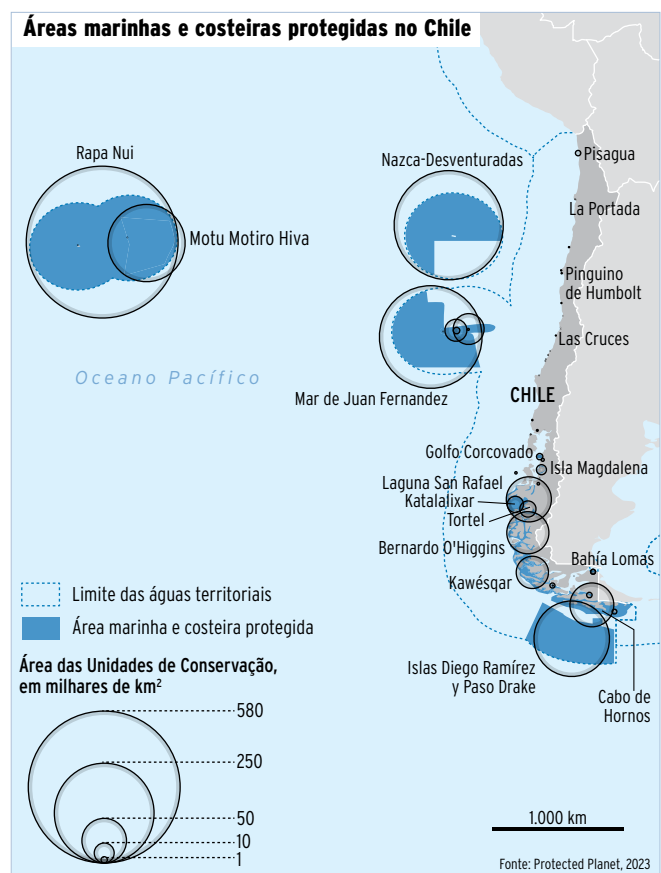 Áreas marinhas e costeiras protegidas no Chile
Rapa Nui
Nazca-Desventuradas
Pisagua
La Portada
Motu Motiro Hiva
Pinguino
de Humbolt
Las Cruces
Oceano Pacífico
Mar de Juan Fernandez
CHILE
Golfo Corcovado
Isla Magdalena
Laguna San Rafael
Katalalixar
Tortel
Bernardo O'Higgins
Bahía Lomas
Kawésqar
Limite das águas territoriais
Área marinha e costeira protegida
Área das Unidades de Conservação,
em milhares de km²
Islas Diego Ramírez
y Paso Drake
Cabo de
Hornos
580
250
50
10
1
1.000 km
Fonte: Protected Planet, 2023